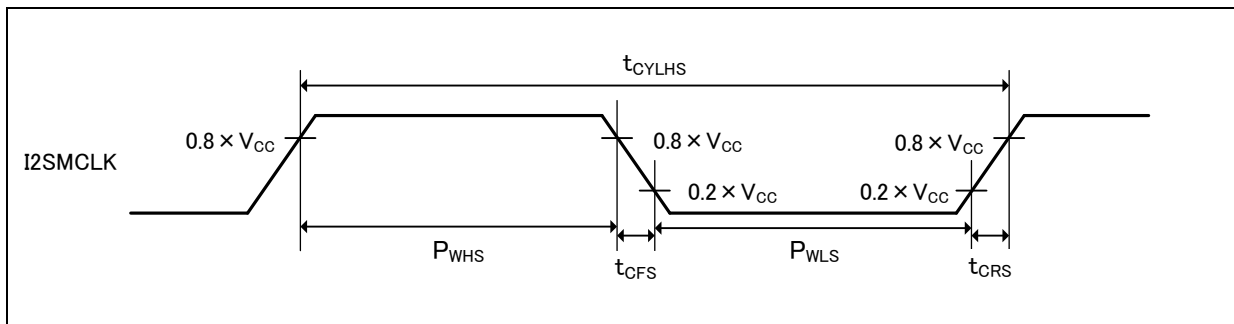 tCYLHS
0.8 × VCC
0.8 × VCC
0.8 × VCC
I2SMCLK
0.2 × VCC
0.2 × VCC
PWHS
tCFS
PWLS
tCRS